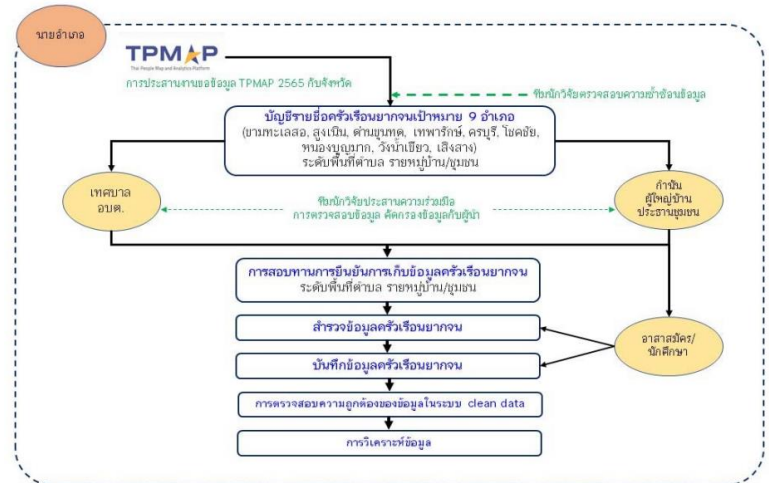 นายอำเภอ
TPMAP
Thai People Map and Analytics Platform
การประสานงานขอข้อมูล TPMAP 2565 กับจังหวัด
ทีมนักวิจัยตรวจสอบความซ้ำซ้อนข้อมูล
บัญชีรายชื่อครัวเรือนยากจนเป้าหมาย 9 อำเภอ
(ขามทะเลสอ, สูงเนิน, ด่านขุนทด, เทพารักษ์, ครบุรี, โชคชัย,
หนองบุญมาก, วังน้ำเขียว, เสิงสาง)
ระดับพื้นที่ตำบล รายหมู่บ้าน/ชุมชน
เทศบาล
อบต.
ทีมนักวิจัยประสานความร่วมมือ
การตรวจสอบข้อมูล คัดกรองข้อมูลกับผู้นำ
กำนัน
ผู้ใหญ่บ้าน
ประธานชุมชน
การสอบทานการยืนยันการเก็บข้อมูลครัวเรือนยากจน
ระดับพื้นที่ตำบล รายหมู่บ้าน/ชุมชน
สำรวจข้อมูลครัวเรือนยากจน
บันทึกข้อมูลครัวเรือนยากจน
อาสาสมัคร/
นักศึกษา
การตรวจสอบความถูกต้องของข้อมูลในระบบ clean data
การวิเคราะห์ข้อมูล